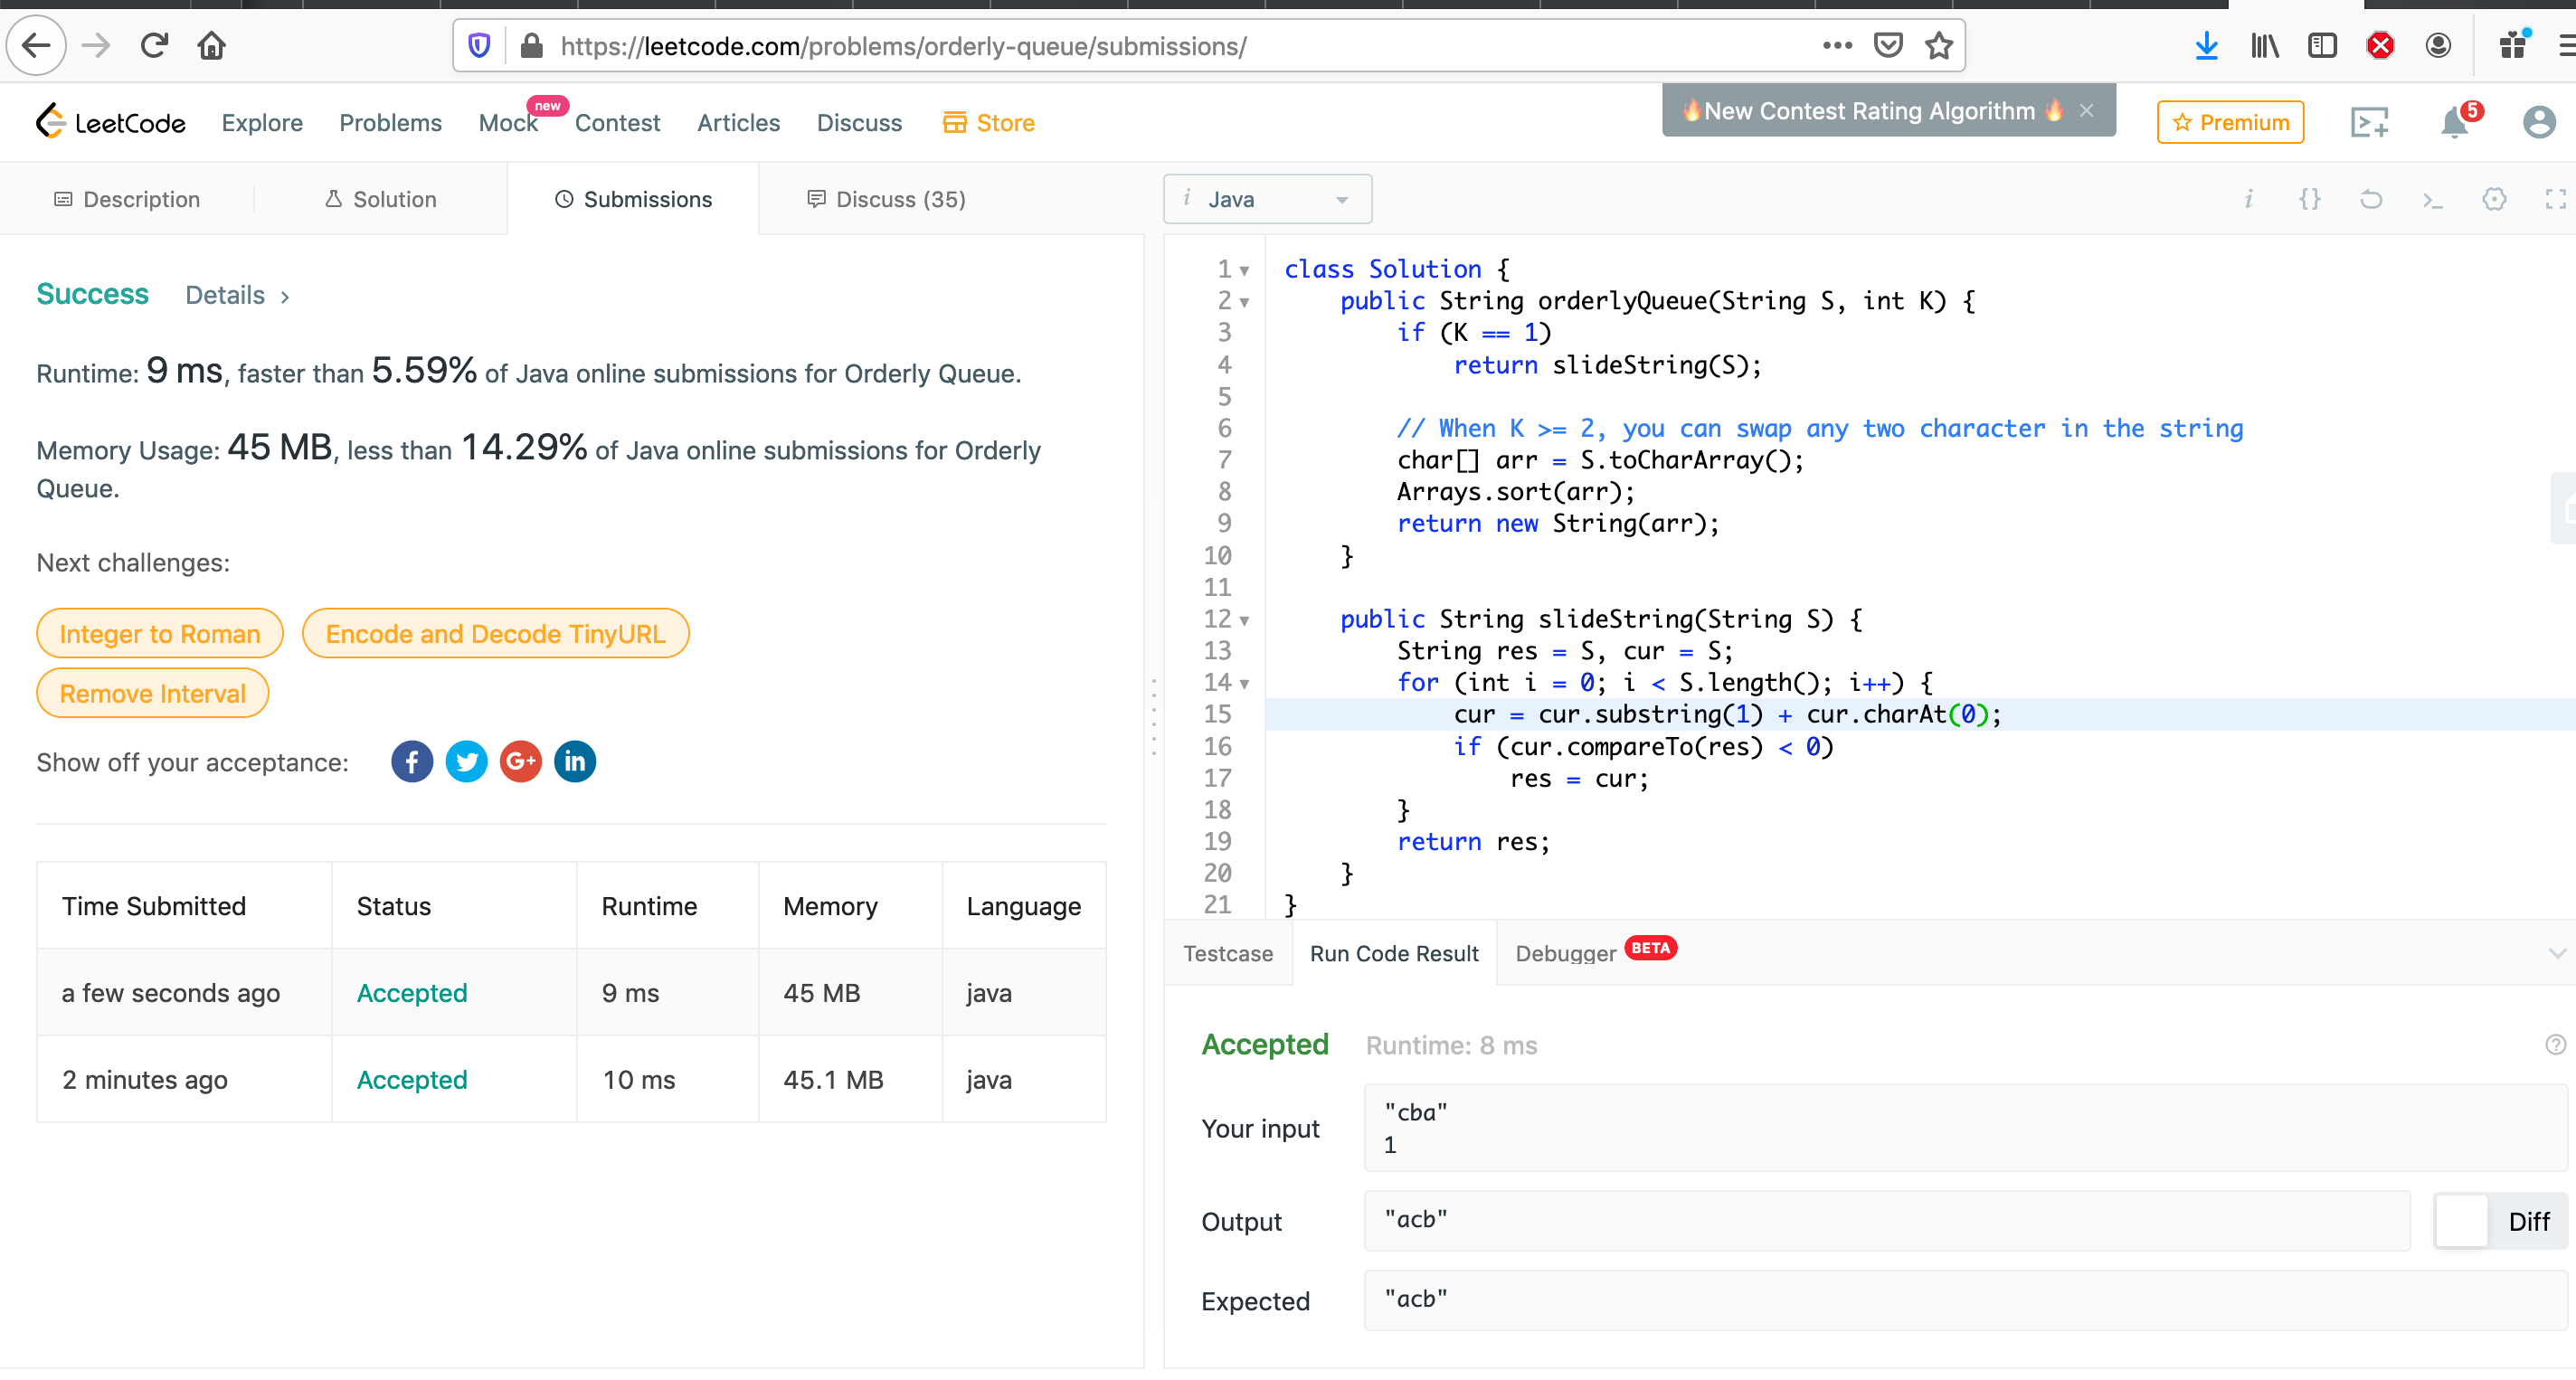 https://leetcode.com/problems/orderly-queue/submissions/
LeetCode
Explore
Problems
Mock
new
Contest
Articles
Discuss
Store
🔥New Contest Rating Algorithm 🔥 ×
Premium
5
Description
Solution
Submissions
Discuss (35)
i Java
Success Details >
Runtime: 9 ms, faster than 5.59% of Java online submissions for Orderly Queue.
Memory Usage: 45 MB, less than 14.29% of Java online submissions for Orderly
Queue.
Next challenges:
Integer to Roman
Encode and Decode TinyURL
Remove Interval
Show off your acceptance:
Time Submitted Status Runtime Memory Language
a few seconds ago Accepted 9 ms 45 MB java
2 minutes ago Accepted 10 ms 45.1 MB java
1 class Solution {
2 public String orderlyQueue(String S, int K) {
3 if (K == 1)
4 return slideString(S);
5
6 // When K >= 2, you can swap any two character in the string
7 char[] arr = S.toCharArray();
8 Arrays.sort(arr);
9 return new String(arr);
10 }
11
12 public String slideString(String S) {
13 String res = S, cur = S;
14 for (int i = 0; i < S.length(); i++) {
15 cur = cur.substring(1) + cur.charAt(0);
16 if (cur.compareTo(res) < 0)
17 res = cur;
18 }
19 return res;
20 }
21 }
Testcase
Run Code Result
Debugger BETA
Accepted Runtime: 8 ms
Your input
"cba"
1
Output
"acb"
Diff
Expected
"acb"